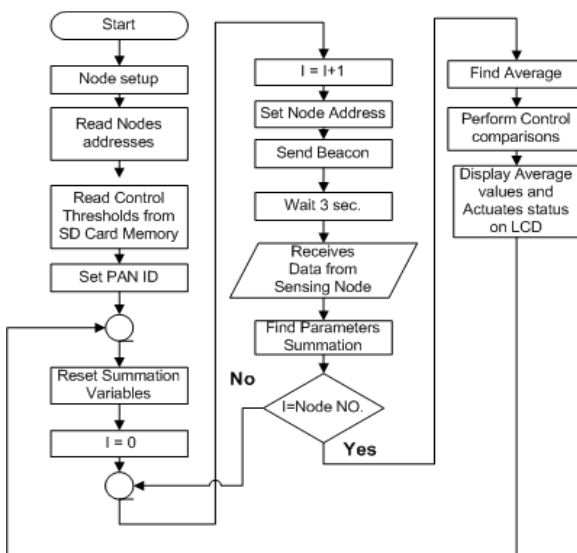 Start
Node setup
Read Nodes
addresses
Read Control
Thresholds from
SD Card Memory
Set PAN ID
Reset Summation
Variables
I = 0
I = I+1
Set Node Address
Send Beacon
Wait 3 sec.
Receives
Data from
Sensing Node
Find Parameters
Summation
No
I=Node NO.
Yes
Find Average
Perform Control
comparisons
Display Average
values and
Actuates status
on LCD